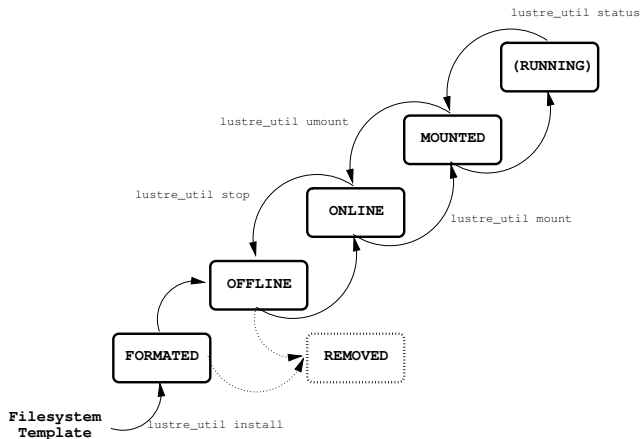 lustre_util status
(RUNNING)
lustre_util umount
MOUNTED
lustre_util stop
ONLINE
lustre_util mount
OFFLINE
FORMATED
REMOVED
Filesystem
Template
lustre_util install